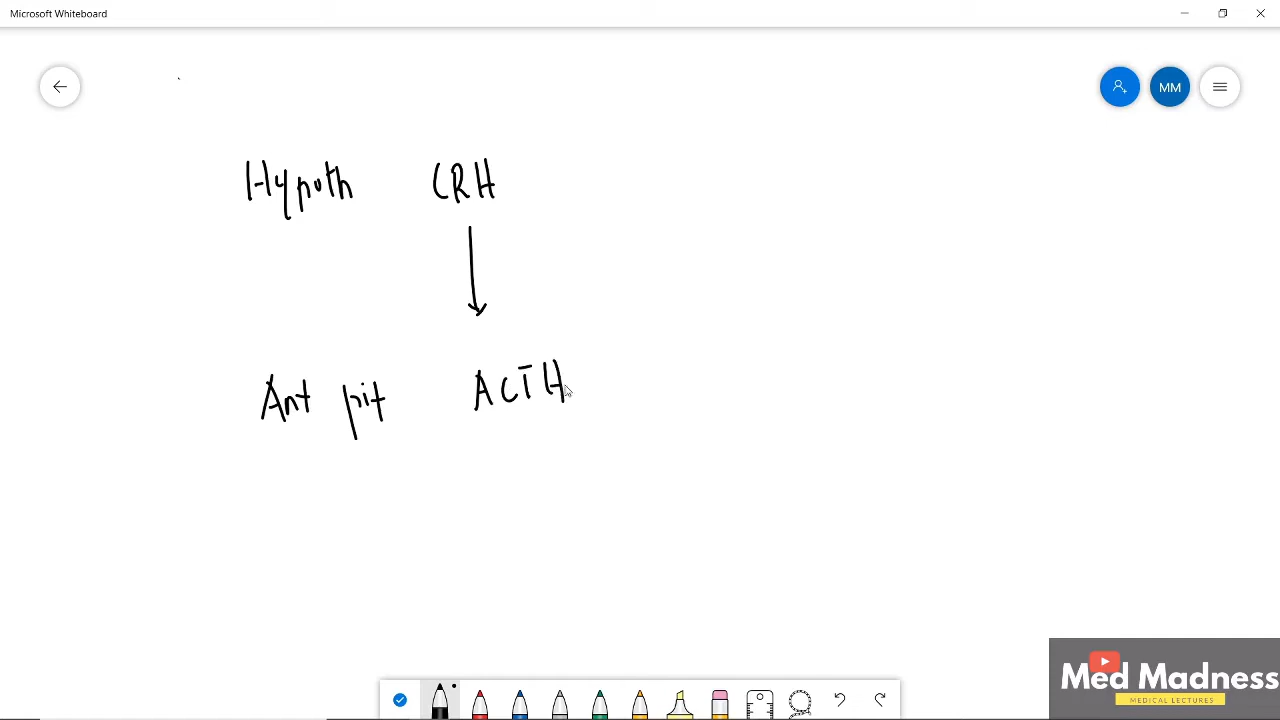 Microsoft Whiteboard
MM
Hypoth CRH
Ant pit ACTH
Med Madness
MEDICAL LECTURES